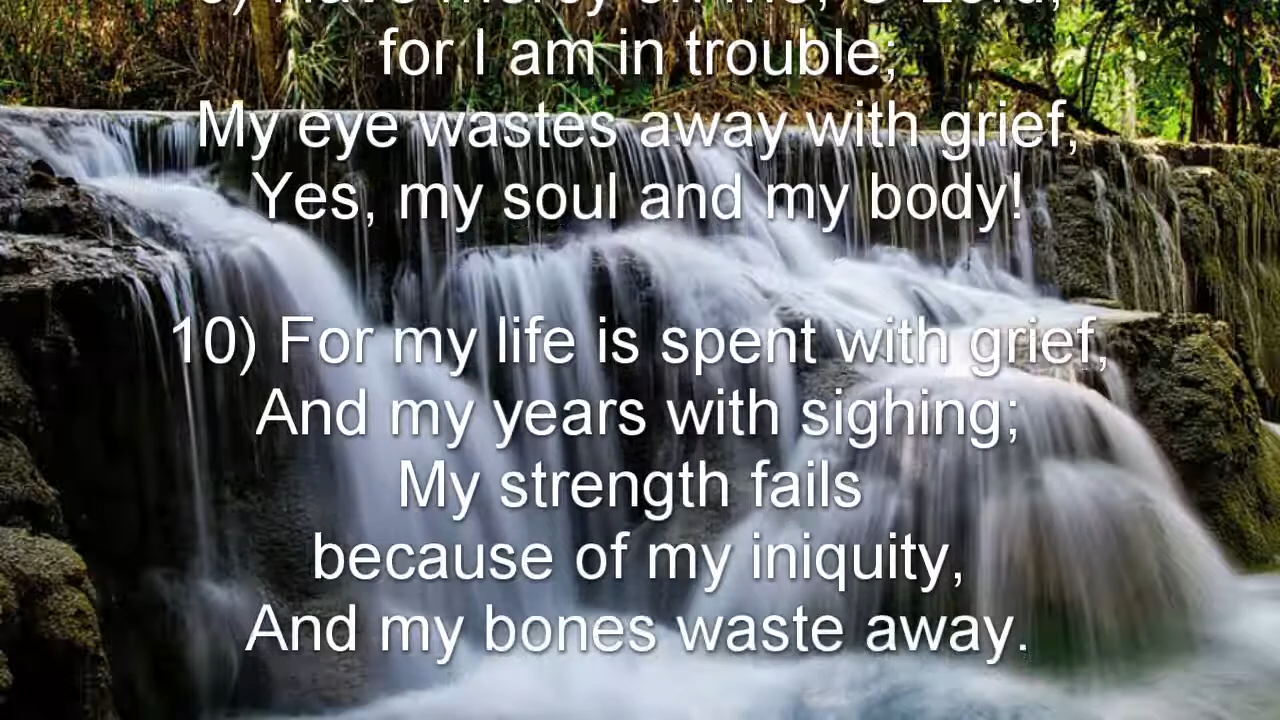 for I am in trouble;
My eye wastes away with grief,
Yes, my soul and my body!
10) For my life is spent with grief,
And my years with sighing;
My strength fails
because of my iniquity,
And my bones waste away.